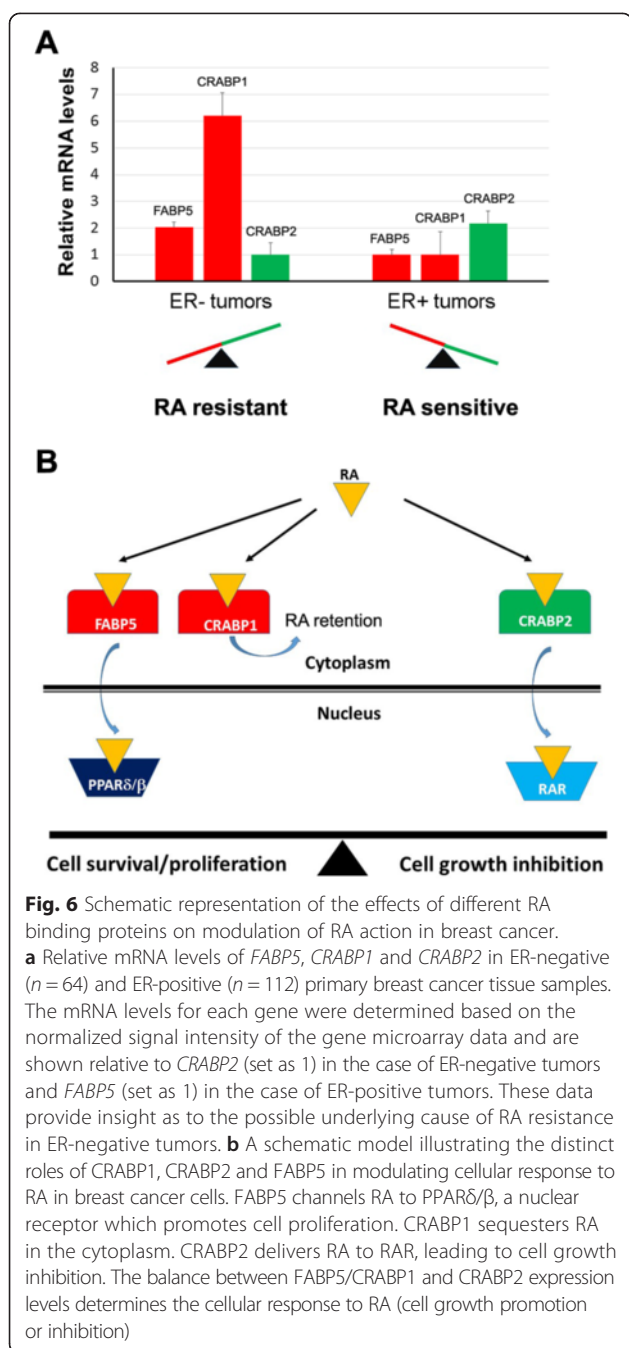 A
Relative mRNA levels
8
7
6
5
4
3
2
1
0
FABP5
CRABP1
CRABP2
FABP5
CRABP1
CRABP2
ER- tumors
ER+ tumors
RA resistant
RA sensitive
B
RA
FABP5
CRABP1
RA retention
CRABP2
Cytoplasm
Nucleus
PPARδ/β
RAR
Cell survival/proliferation
Cell growth inhibition
Fig. 6 Schematic representation of the effects of different RA
binding proteins on modulation of RA action in breast cancer.
a Relative mRNA levels of FABP5, CRABP1 and CRABP2 in ER-negative
(n = 64) and ER-positive (n = 112) primary breast cancer tissue samples.
The mRNA levels for each gene were determined based on the
normalized signal intensity of the gene microarray data and are
shown relative to CRABP2 (set as 1) in the case of ER-negative tumors
and FABP5 (set as 1) in the case of ER-positive tumors. These data
provide insight as to the possible underlying cause of RA resistance
in ER-negative tumors. b A schematic model illustrating the distinct
roles of CRABP1, CRABP2 and FABP5 in modulating cellular response to
RA in breast cancer cells. FABP5 channels RA to PPARδ/β, a nuclear
receptor which promotes cell proliferation. CRABP1 sequesters RA
in the cytoplasm. CRABP2 delivers RA to RAR, leading to cell growth
inhibition. The balance between FABP5/CRABP1 and CRABP2 expression
levels determines the cellular response to RA (cell growth promotion
or inhibition)